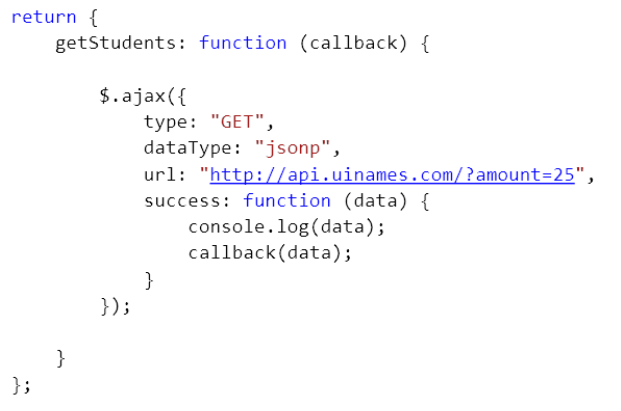 return {
    getStudents: function (callback) {
        $.ajax({
            type: "GET",
            dataType: "jsonp",
            url: "http://api.uinames.com/?amount=25",
            success: function (data) {
                console.log(data);
                callback(data);
            }
        });
    }
};